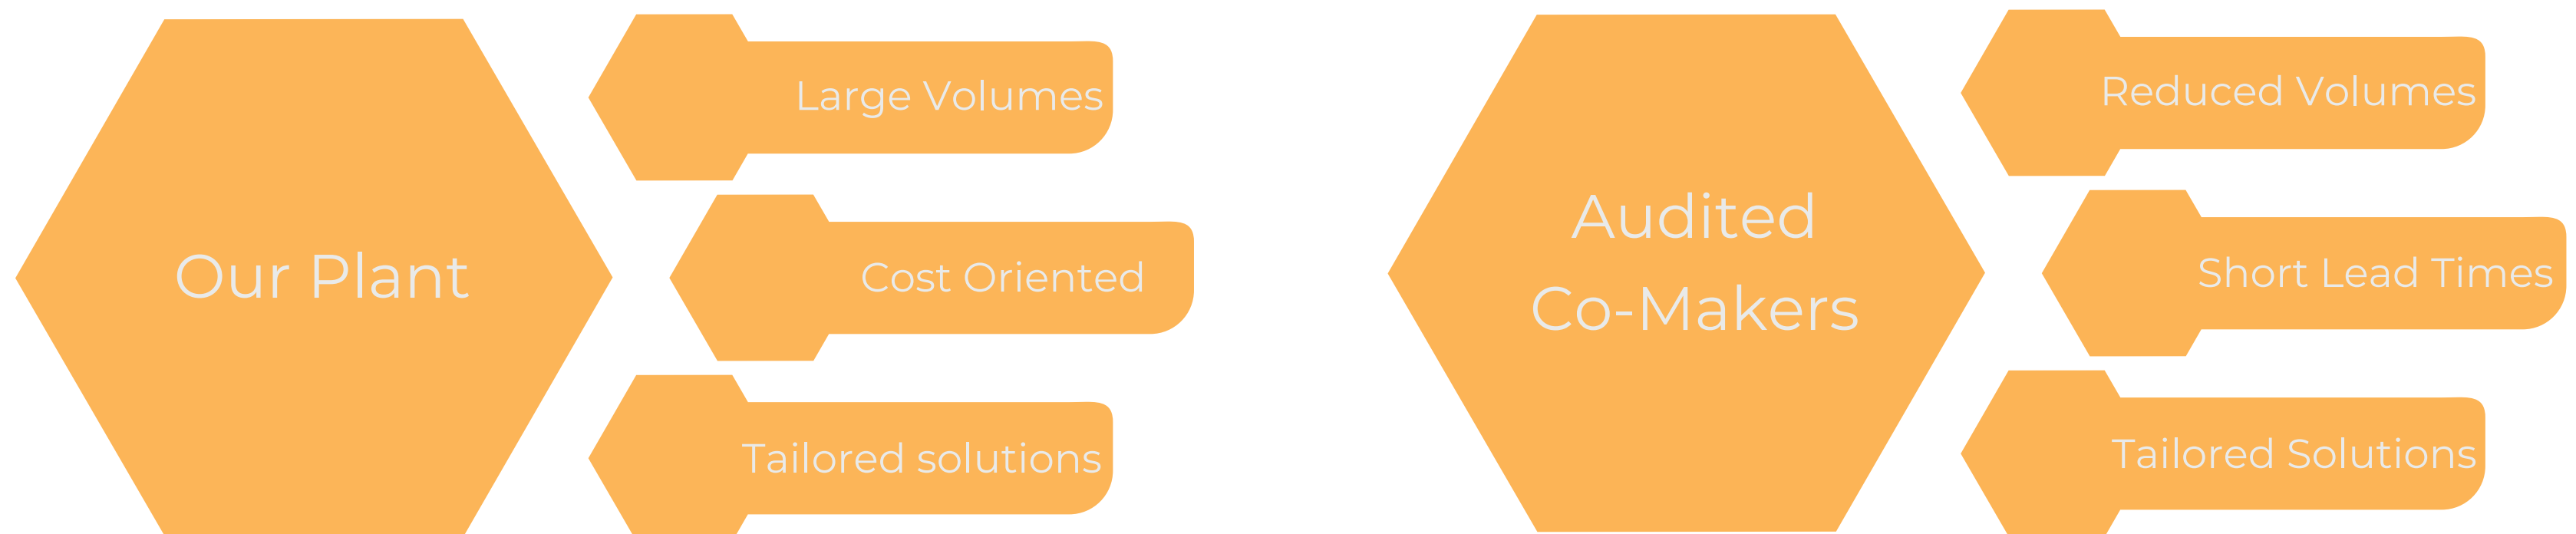 Our Plant
Large Volumes
Cost Oriented
Tailored solutions
Audited
Co-Makers
Reduced Volumes
Short Lead Times
Tailored Solutions